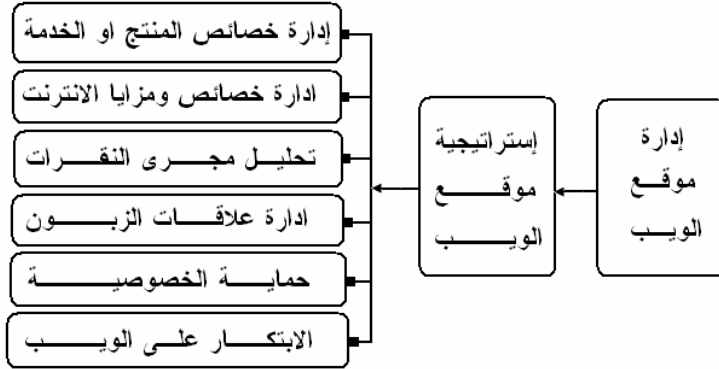 إدارة
موقع
الويب
إستراتيجية
موقع
الويب
إدارة خصائص المنتج او الخدمة
ادارة خصائص ومزايا الانترنت
تحليل مجرى النقرات
ادارة علاقات الزبون
حماية الخصوصية
الابتكار على الويب